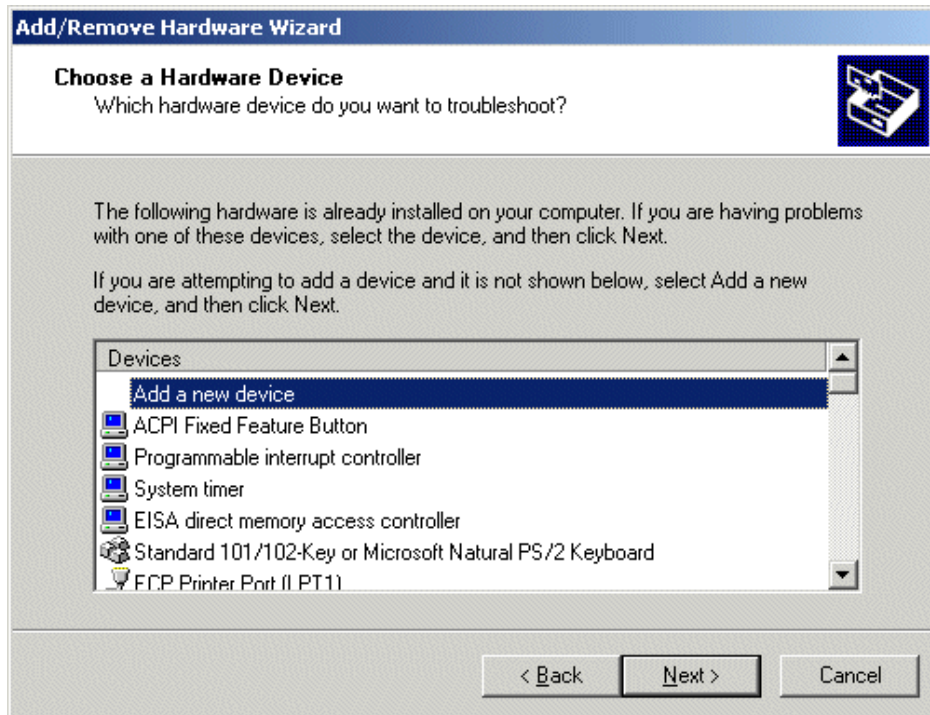 Add/Remove Hardware Wizard
Choose a Hardware Device
Which hardware device do you want to troubleshoot?
The following hardware is already installed on your computer. If you are having problems
with one of these devices, select the device, and then click Next.
If you are attempting to add a device and it is not shown below, select Add a new
device, and then click Next.
Devices
Add a new device
ACPI Fixed Feature Button
Programmable interrupt controller
System timer
EISA direct memory access controller
Standard 101/102-Key or Microsoft Natural PS/2 Keyboard
ECP Printer Port (LPT1)
< Back
Next >
Cancel